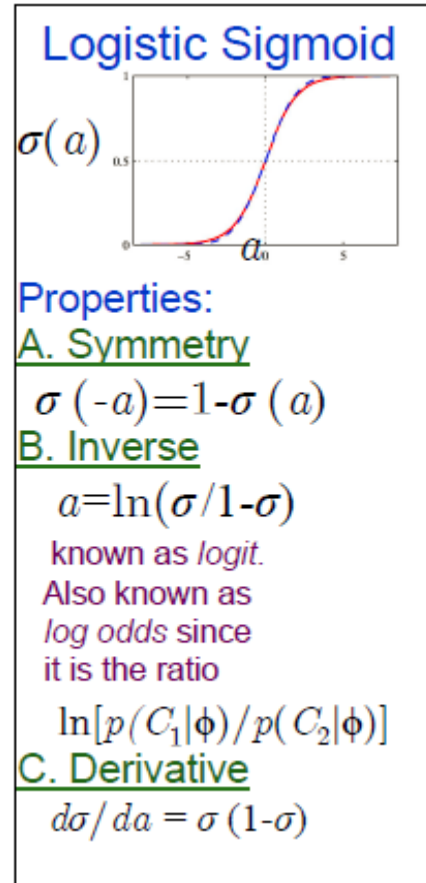 Logistic Sigmoid
1
σ(a)
0.5
0
-5 a0 5
Properties:
A. Symmetry
σ (-a)=1-σ (a)
B. Inverse
a=ln(σ/1-σ)
known as logit.
Also known as
log odds since
it is the ratio
ln[p(C₁|ϕ)/p(C₂|ϕ)]
C. Derivative
dσ/da = σ (1-σ)